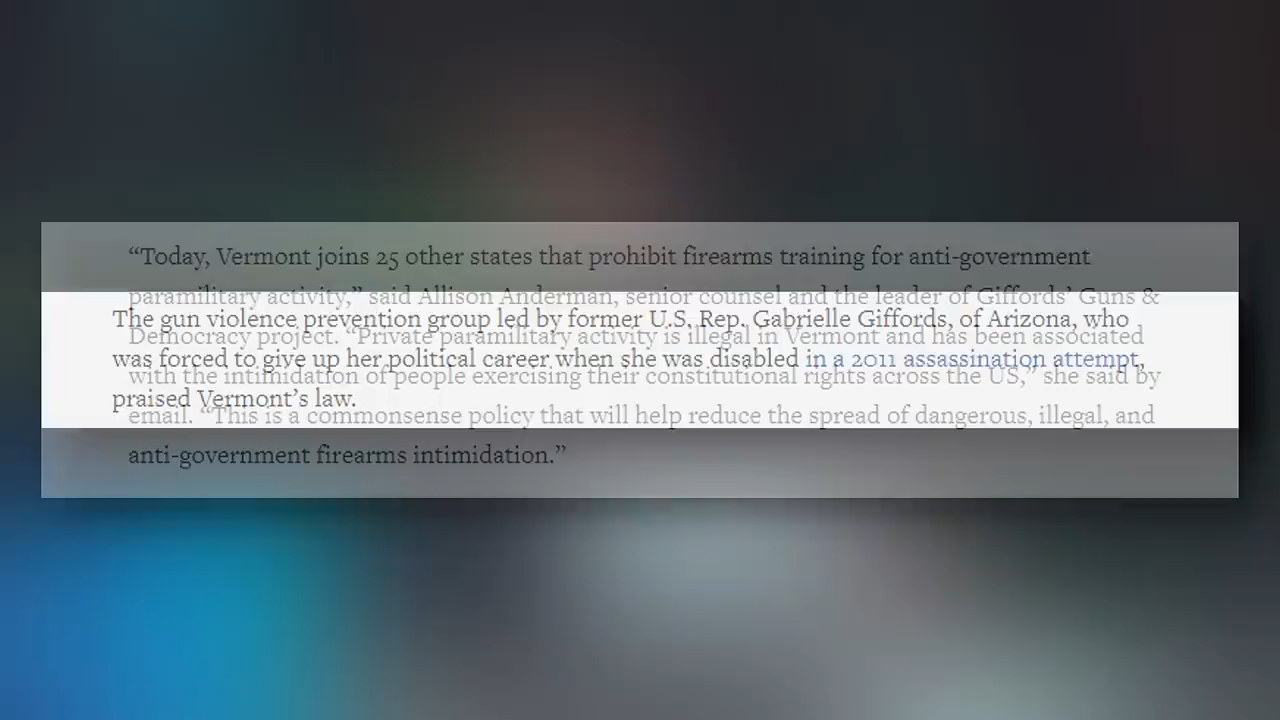 “Today, Vermont joins 25 other states that prohibit firearms training for anti-government
paramilitary activity,” said Allison Anderman, senior counsel and the leader of Giffords’ Guns &
Democracy project. “Private paramilitary activity is illegal in Vermont and has been associated
with the intimidation of people exercising their constitutional rights across the US,” she said by
email. “This is a commonsense policy that will help reduce the spread of dangerous, illegal, and
anti-government firearms intimidation.”
The gun violence prevention group led by former U.S. Rep. Gabrielle Giffords, of Arizona, who
was forced to give up her political career when she was disabled in a 2011 assassination attempt,
praised Vermont’s law.